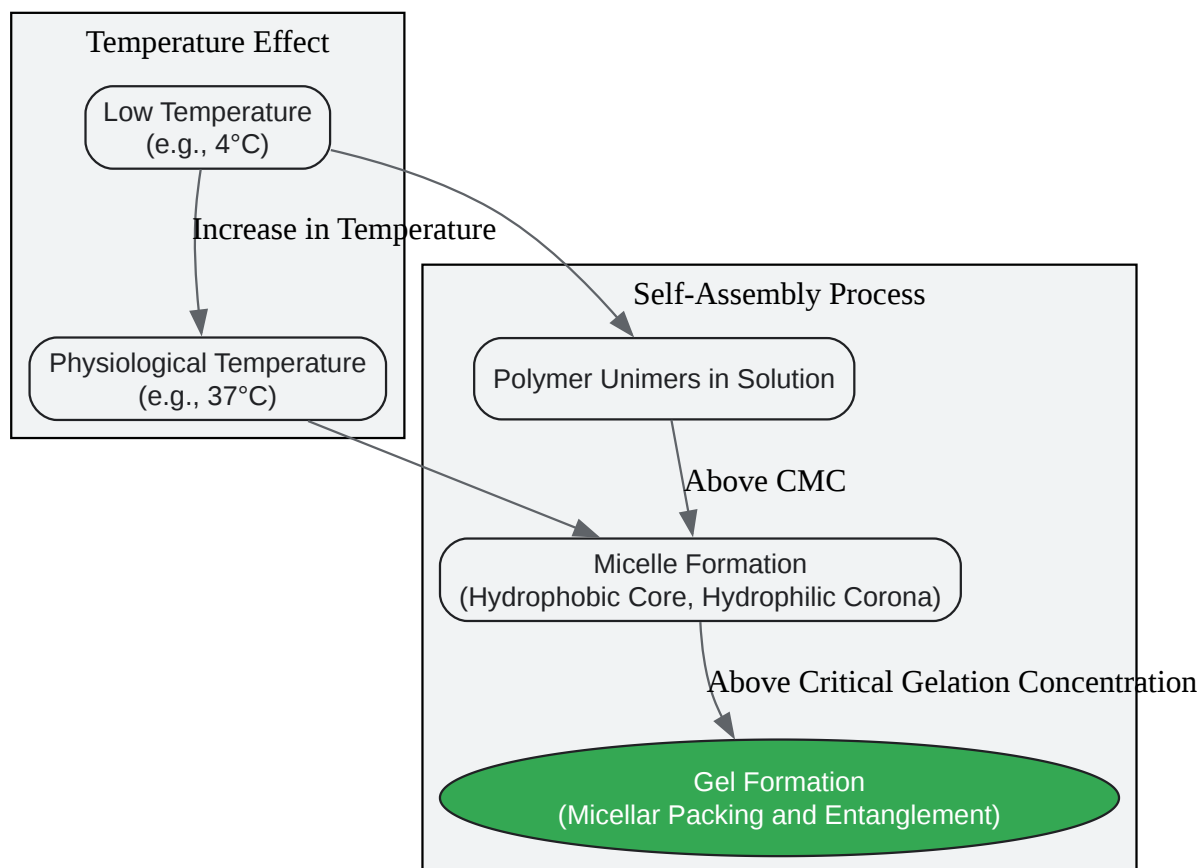 Temperature Effect
Low Temperature
(e.g., 4°C)
Increase in Temperature
Physiological Temperature
(e.g., 37°C)
Self-Assembly Process
Polymer Unimers in Solution
Above CMC
Micelle Formation
(Hydrophobic Core, Hydrophilic Corona)
Above Critical Gelation Concentration
Gel Formation
(Micellar Packing and Entanglement)